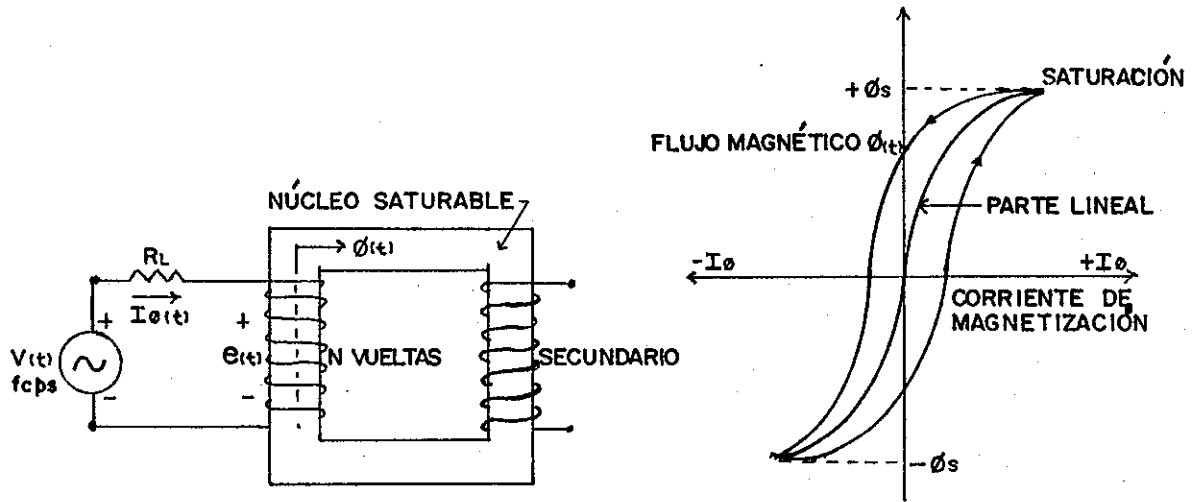 NÚCLEO SATURABLE
Ø(t)
RL
IØ(t)
+
+
V(t)
fcps
e(t)
N VUELTAS
SECUNDARIO
-
-
+Øs
SATURACIÓN
FLUJO MAGNÉTICO Ø(t)
PARTE LINEAL
-IØ
+IØ
CORRIENTE DE
MAGNETIZACIÓN
-Øs